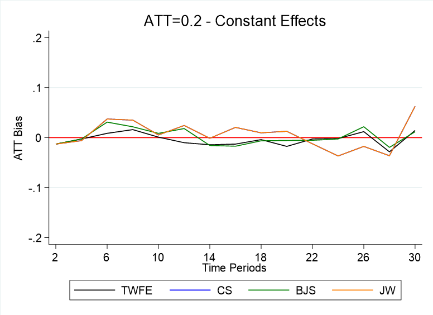 ATT=0.2 - Constant Effects
.2
.1
0
-.1
-.2
ATT Bias
2 6 10 14 18 22 26 30
Time Periods
TWFE CS BJS JW